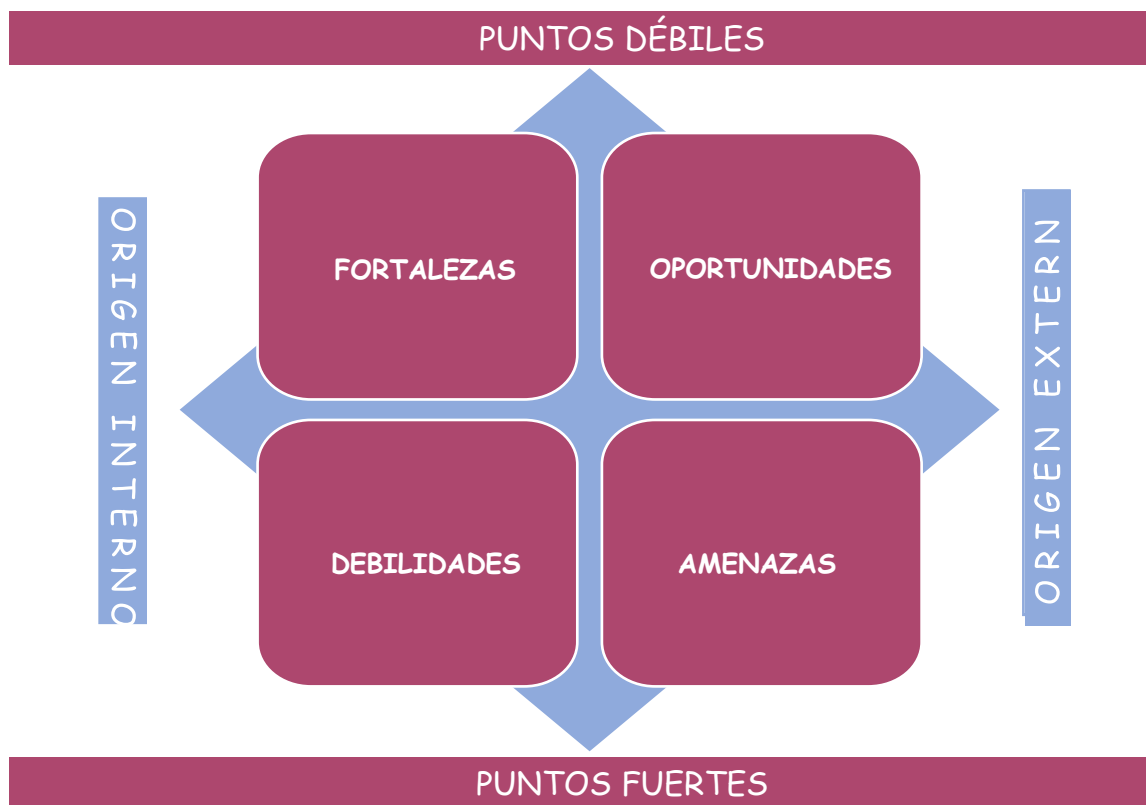 PUNTOS DÉBILES
ORIGEN INTERNO
FORTALEZAS
OPORTUNIDADES
ORIGEN EXTERN
DEBILIDADES
AMENAZAS
PUNTOS FUERTES